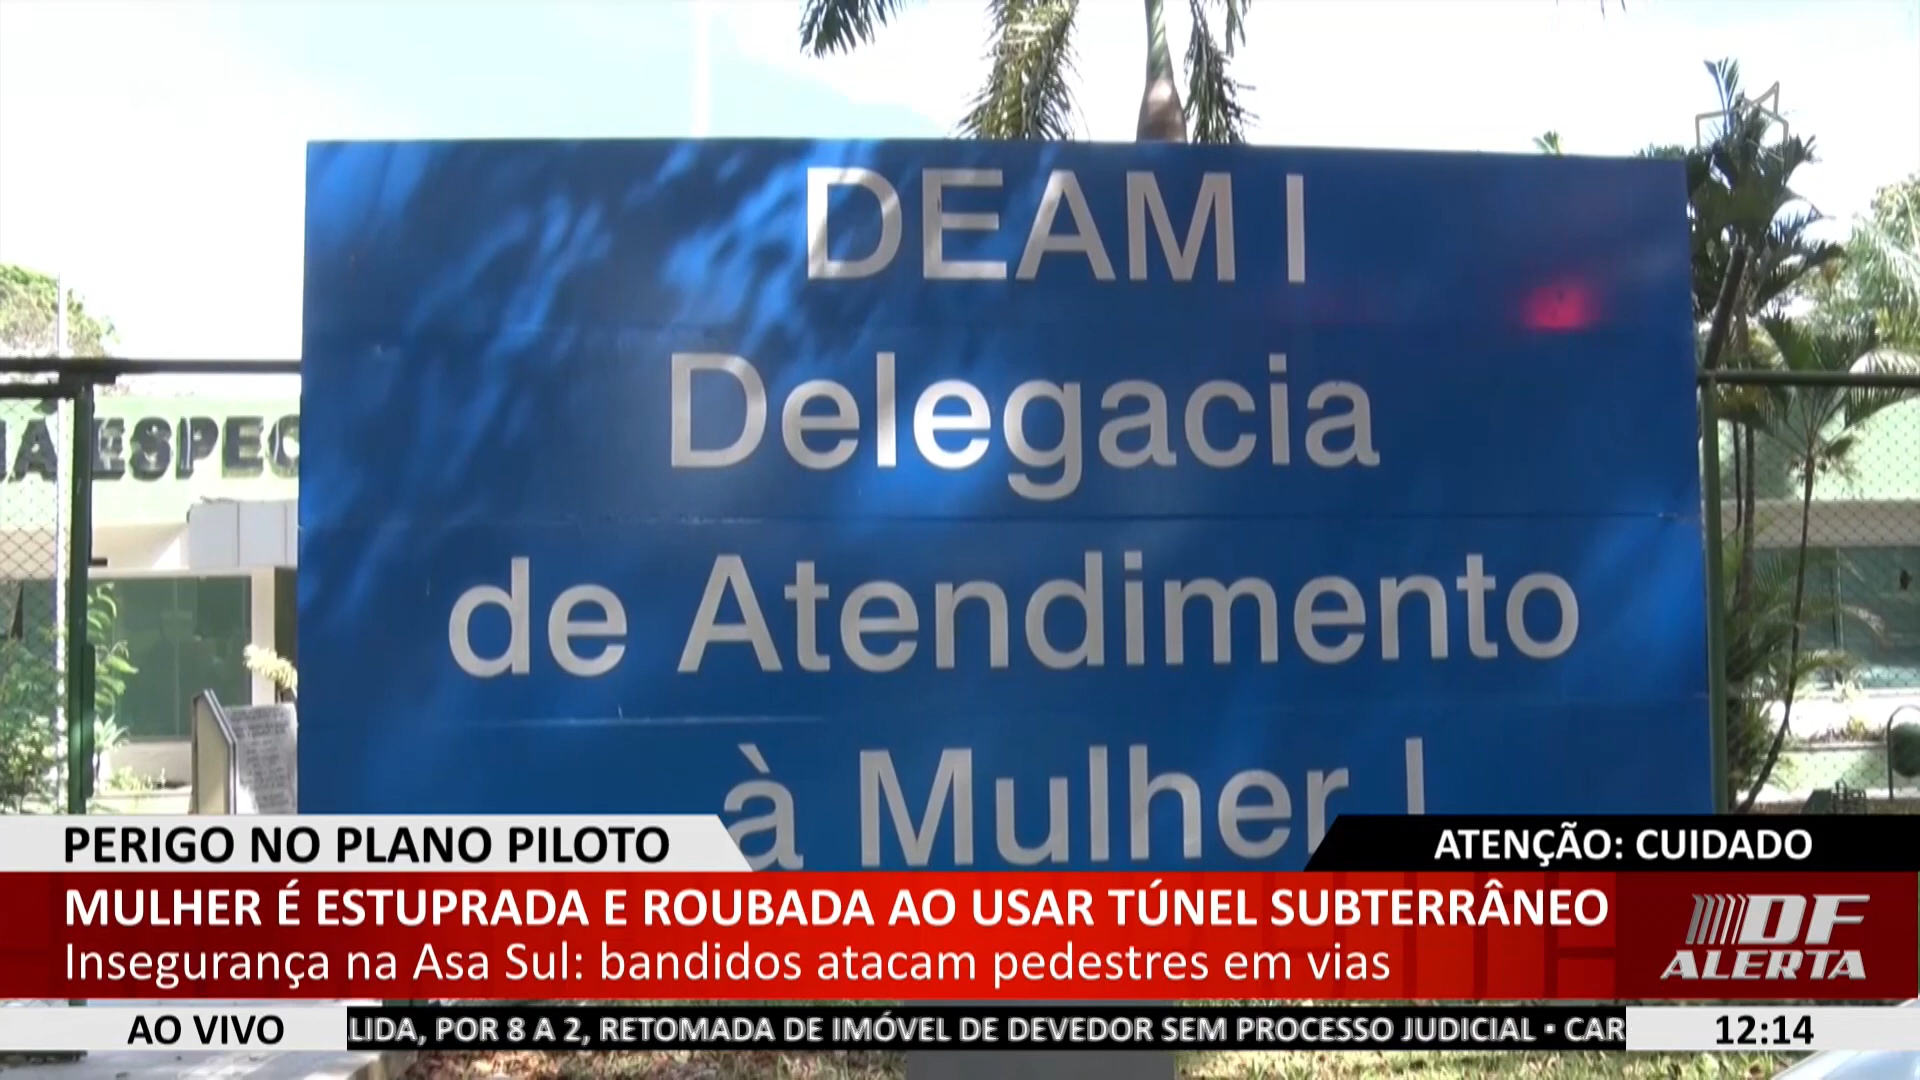 DEAM I
Delegacia
de Atendimento
à Mulher I
ESPEC
PERIGO NO PLANO PILOTO
ATENÇÃO: CUIDADO
MULHER É ESTUPRADA E ROUBADA AO USAR TÚNEL SUBTERRÂNEO
Insegurança na Asa Sul: bandidos atacam pedestres em vias
DF
ALERTA
AO VIVO
LIDA, POR 8 A 2, RETOMADA DE IMÓVEL DE DEVEDOR SEM PROCESSO JUDICIAL • CAR
12:14